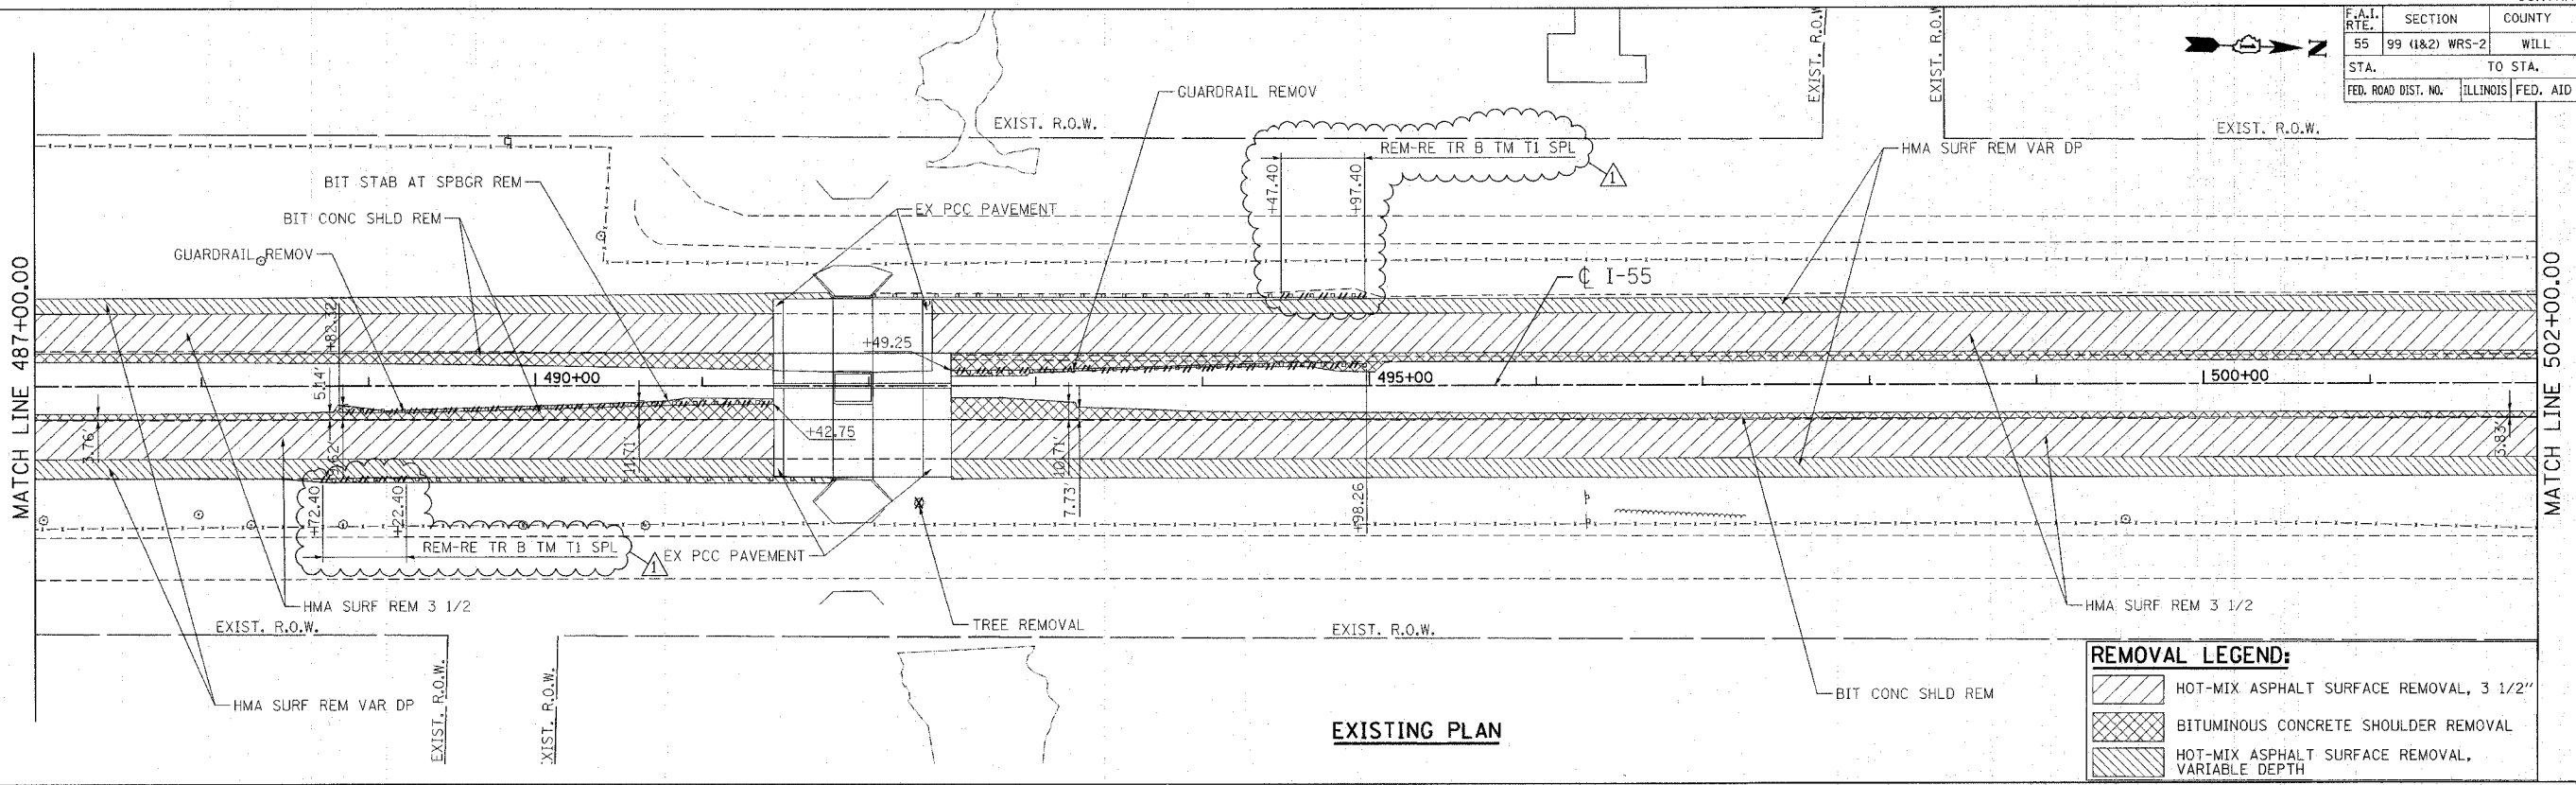 F.A.I. RTE. SECTION COUNTY
55 99 (1&2) WRS-2 WILL
STA. TO STA.
FED. ROAD DIST. NO. ILLINOIS FED. AID
N
EXIST. R.O.W.
EXIST. R.O.W.
GUARDRAIL REMOV
EXIST. R.O.W.
EXIST. R.O.W.
REM-RE TR B TM T1 SPL
HMA SURF REM VAR DP
1
+47.40
+97.40
BIT STAB AT SPBGR REM
BIT CONC SHLD REM
EX PCC PAVEMENT
GUARDRAIL REMOV
℄ I-55
MATCH LINE 487+00.00
MATCH LINE 502+00.00
+82.32
+49.25
5.14'
490+00
495+00
500+00
+42.75
3.76'
9.62'
11.71'
10.71'
7.73'
+98.26
3.83'
+72.40
+22.40
REM-RE TR B TM T1 SPL
1
EX PCC PAVEMENT
HMA SURF REM 3 1/2
HMA SURF REM 3 1/2
EXIST. R.O.W.
TREE REMOVAL
EXIST. R.O.W.
EXIST. R.O.W.
EXIST. R.O.W.
HMA SURF REM VAR DP
BIT CONC SHLD REM
EXISTING PLAN
REMOVAL LEGEND:
HOT-MIX ASPHALT SURFACE REMOVAL, 3 1/2"
BITUMINOUS CONCRETE SHOULDER REMOVAL
HOT-MIX ASPHALT SURFACE REMOVAL,
VARIABLE DEPTH